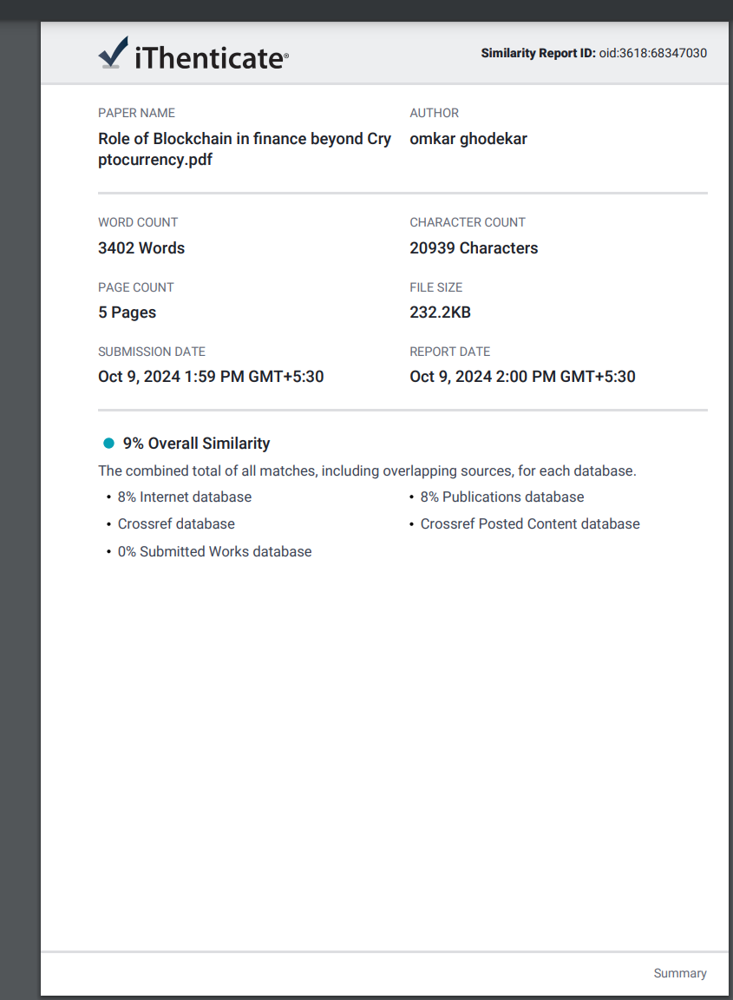 iThenticate®
Similarity Report ID: oid:3618:68347030
PAPER NAME
Role of Blockchain in finance beyond Cry
ptocurrency.pdf
AUTHOR
omkar ghodekar
WORD COUNT
3402 Words
CHARACTER COUNT
20939 Characters
PAGE COUNT
5 Pages
FILE SIZE
232.2KB
SUBMISSION DATE
Oct 9, 2024 1:59 PM GMT+5:30
REPORT DATE
Oct 9, 2024 2:00 PM GMT+5:30
9% Overall Similarity
The combined total of all matches, including overlapping sources, for each database.
• 8% Internet database
• 8% Publications database
• Crossref database
• Crossref Posted Content database
• 0% Submitted Works database
Summary